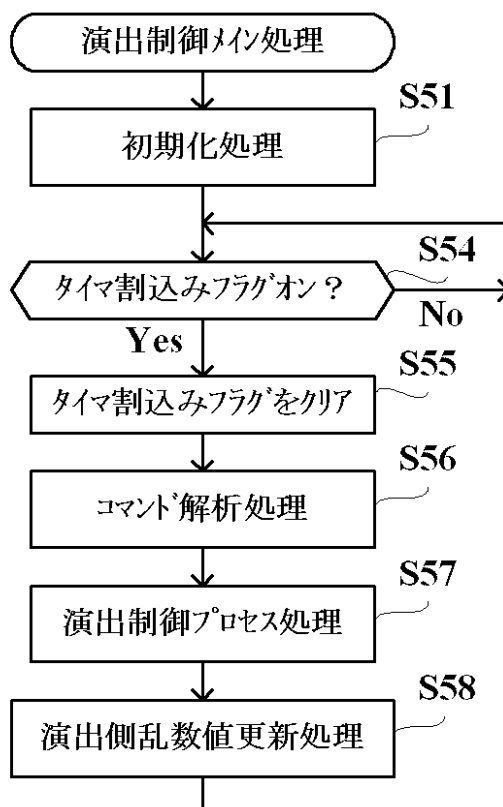 演出制御メイン処理
S51
初期化処理
S54
タイマ割込みフラグオン？
No
Yes
S55
タイマ割込みフラグをクリア
S56
コマンド解析処理
S57
演出制御プロセス処理
S58
演出側乱数値更新処理